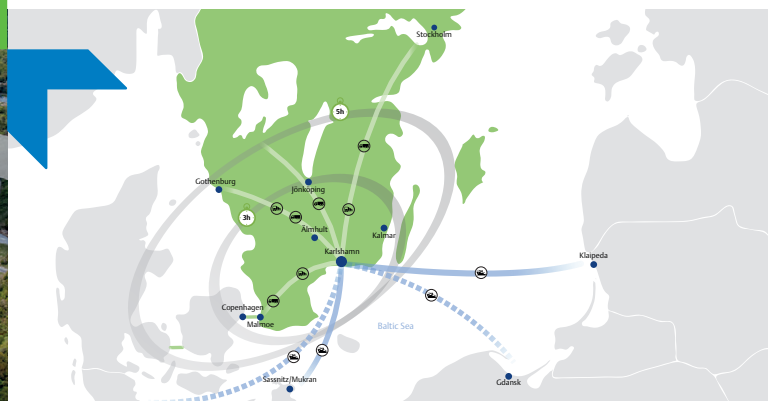 Stockholm
5h
Gothenburg
Jönköping
3h
Älmhult
Kalmar
Karlshamn
Klaipeda
Copenhagen
Malmoe
Baltic Sea
Sassnitz/Mukran
Gdansk